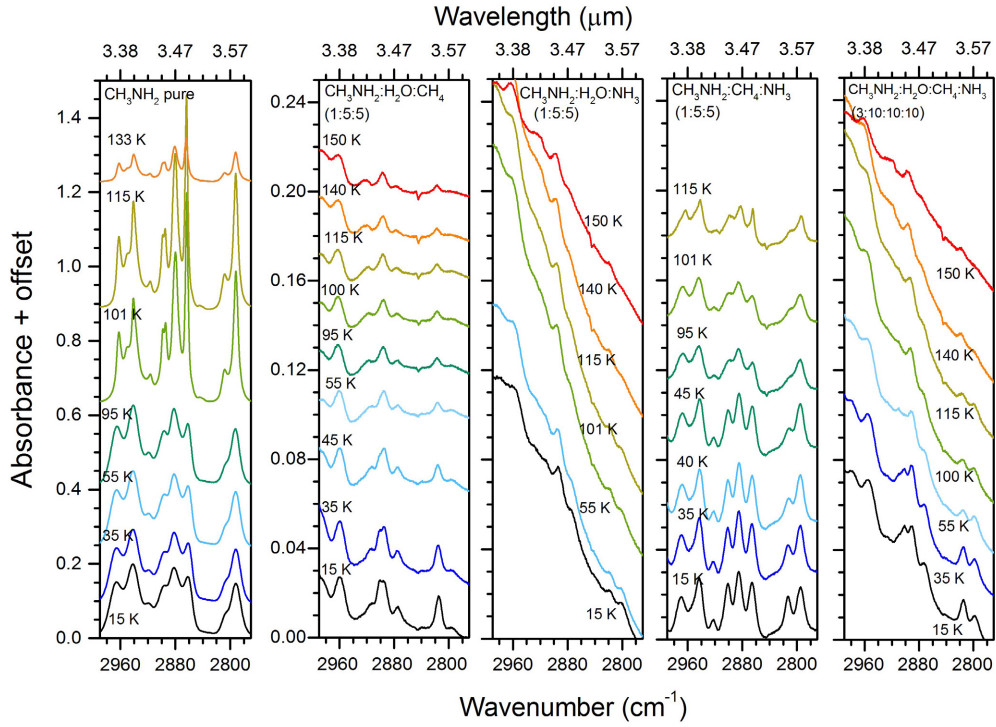 Wavelength (μm)
3.38 3.47 3.57 3.38 3.47 3.57 3.38 3.47 3.57 3.38 3.47 3.57 3.38 3.47 3.57
Absorbance + offset
1.4
1.2
1.0
0.8
0.6
0.4
0.2
0.0
CH₃NH₂ pure
133 K
115 K
101 K
95 K
55 K
35 K
15 K
2960 2880 2800
0.24
0.20
0.16
0.12
0.08
0.04
0.00
CH₃NH₂:H₂O:CH₄
(1:5:5)
150 K
140 K
115 K
100 K
95 K
55 K
45 K
35 K
15 K
2960 2880 2800
CH₃NH₂:H₂O:NH₃
(1:5:5)
150 K
140 K
115 K
101 K
55 K
15 K
2960 2880 2800
CH₃NH₂:CH₄:NH₃
(1:5:5)
115 K
101 K
95 K
45 K
40 K
35 K
15 K
2960 2880 2800
CH₃NH₂:H₂O:CH₄:NH₃
(3:10:10:10)
150 K
140 K
115 K
100 K
55 K
35 K
15 K
2960 2880 2800
Wavenumber (cm⁻¹)